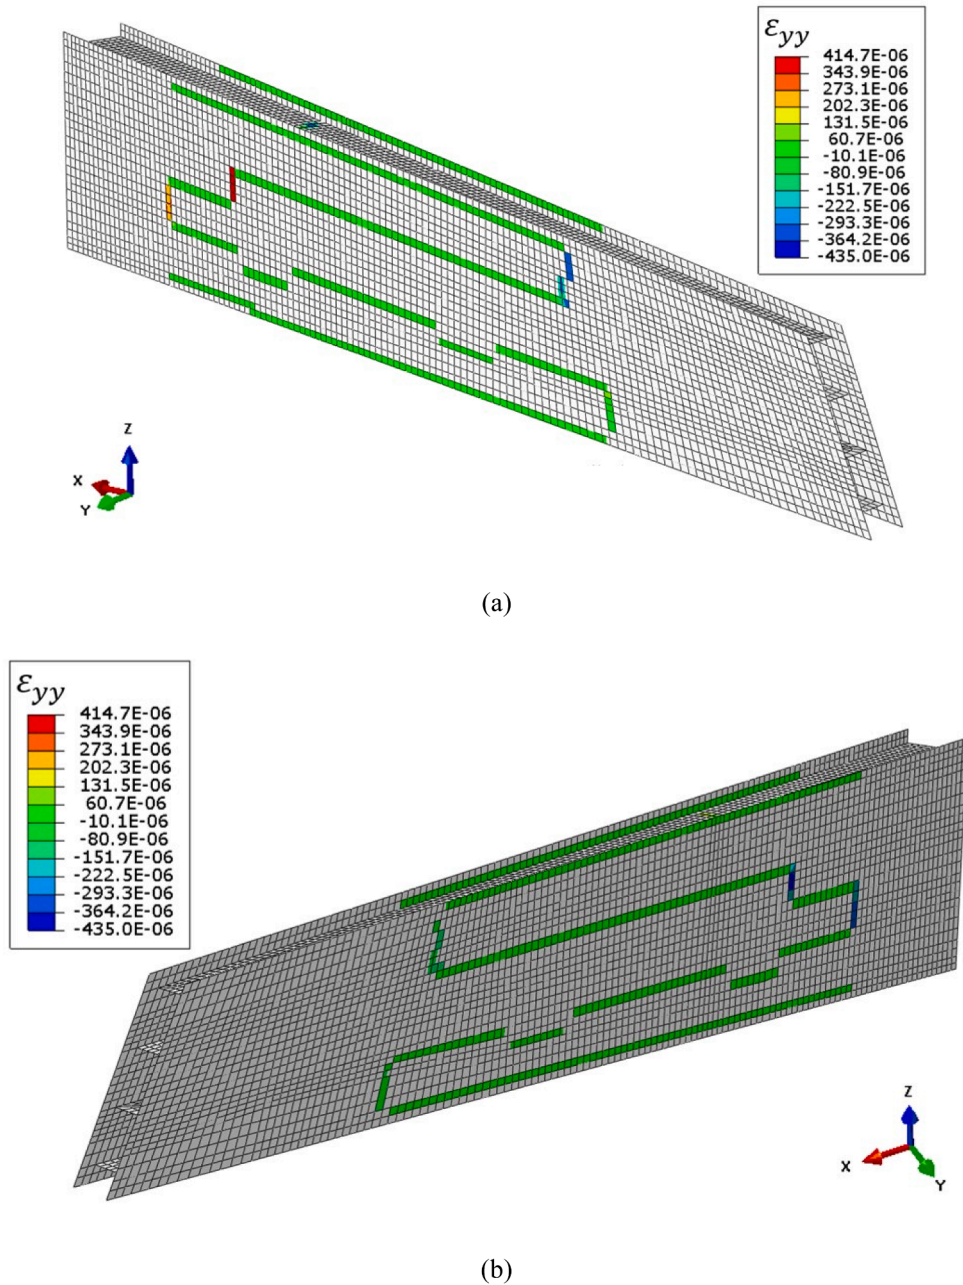 ε_yy
414.7E-06
343.9E-06
273.1E-06
202.3E-06
131.5E-06
60.7E-06
-10.1E-06
-80.9E-06
-151.7E-06
-222.5E-06
-293.3E-06
-364.2E-06
-435.0E-06
Z
X
Y
(a)
ε_yy
414.7E-06
343.9E-06
273.1E-06
202.3E-06
131.5E-06
60.7E-06
-10.1E-06
-80.9E-06
-151.7E-06
-222.5E-06
-293.3E-06
-364.2E-06
-435.0E-06
Z
X
Y
(b)